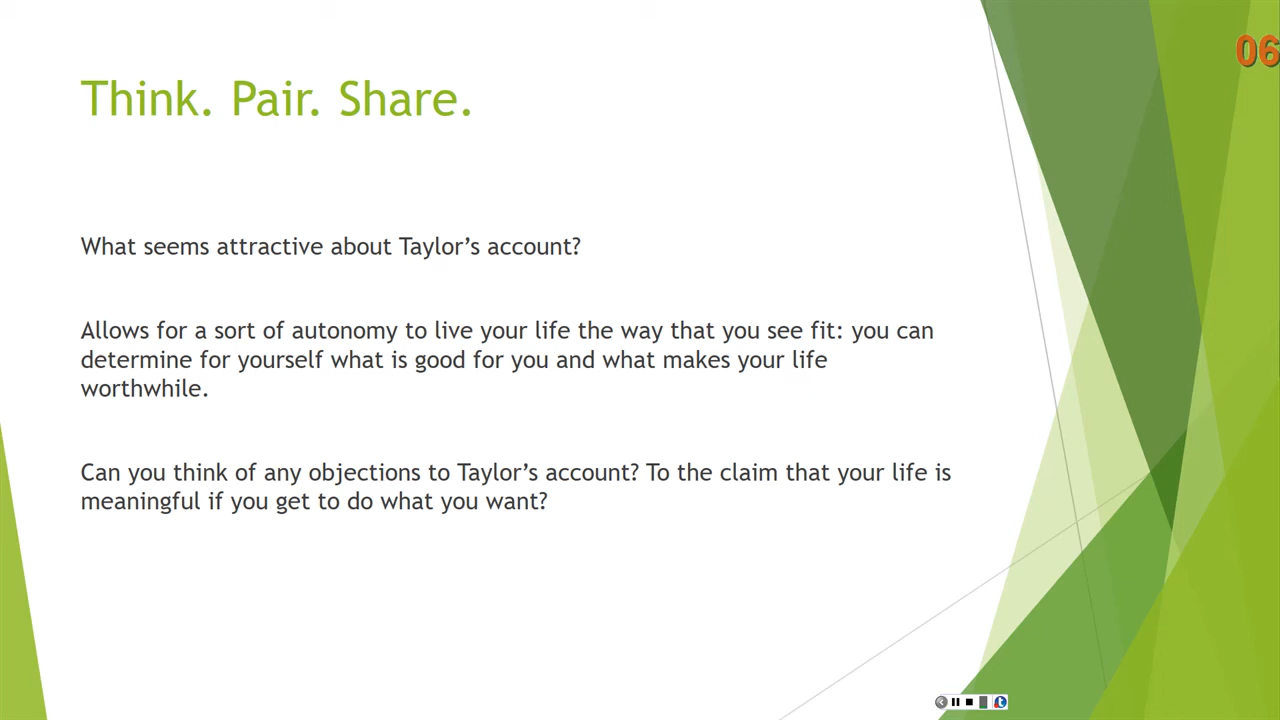 06
Think. Pair. Share.
What seems attractive about Taylor’s account?
Allows for a sort of autonomy to live your life the way that you see fit: you can
determine for yourself what is good for you and what makes your life
worthwhile.
Can you think of any objections to Taylor’s account? To the claim that your life is
meaningful if you get to do what you want?